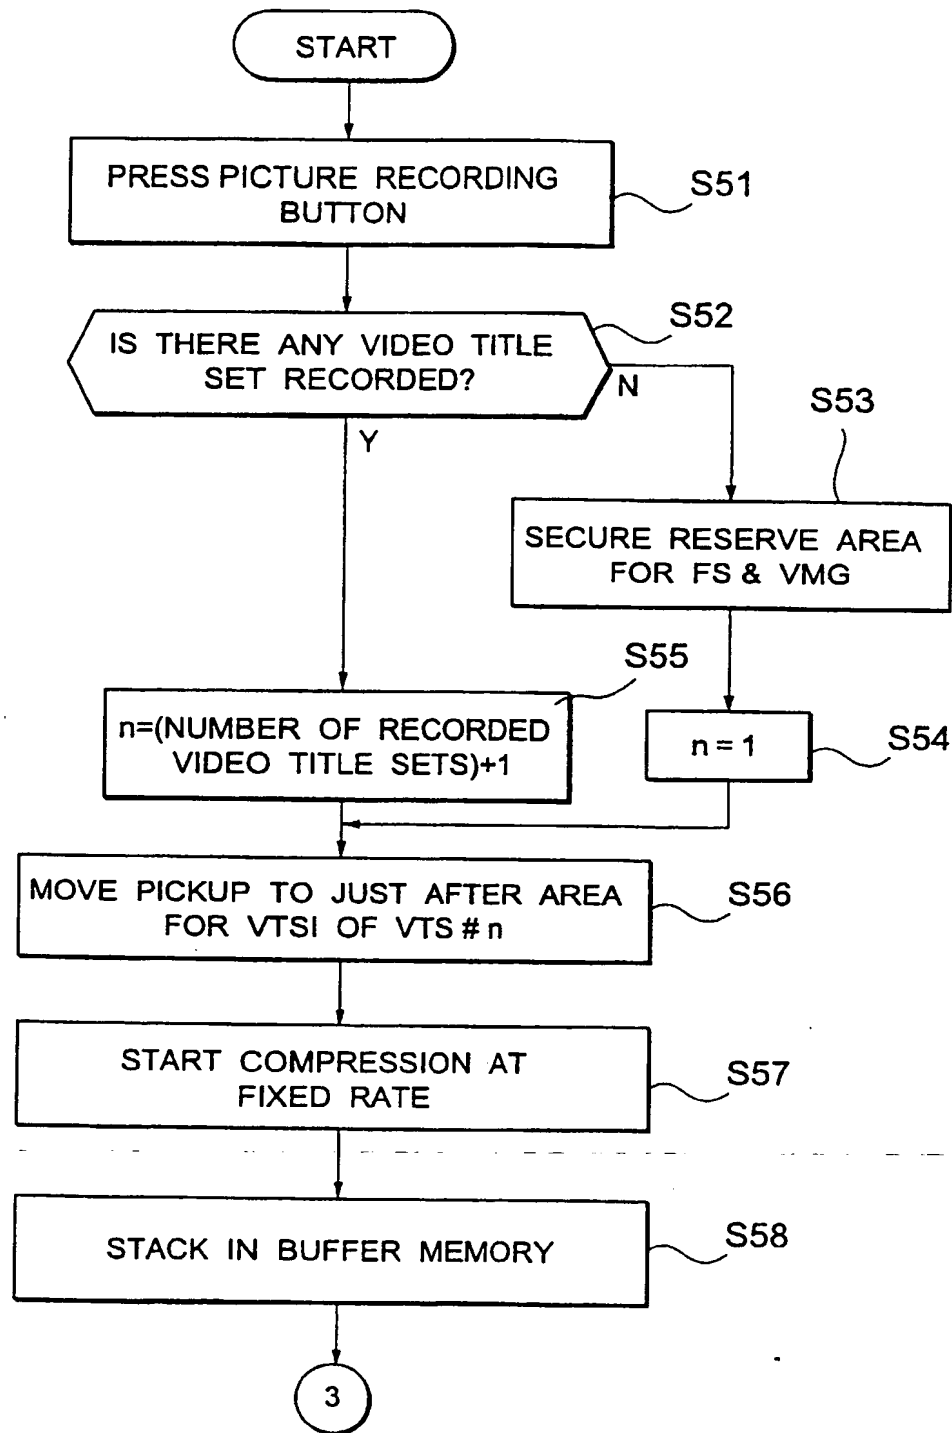 START
PRESS PICTURE RECORDING
BUTTON
S51
IS THERE ANY VIDEO TITLE
SET RECORDED?
S52
N
Y
S53
SECURE RESERVE AREA
FOR FS & VMG
S55
n=(NUMBER OF RECORDED
VIDEO TITLE SETS)+1
n = 1
S54
MOVE PICKUP TO JUST AFTER AREA
FOR VTSI OF VTS # n
S56
START COMPRESSION AT
FIXED RATE
S57
STACK IN BUFFER MEMORY
S58
3